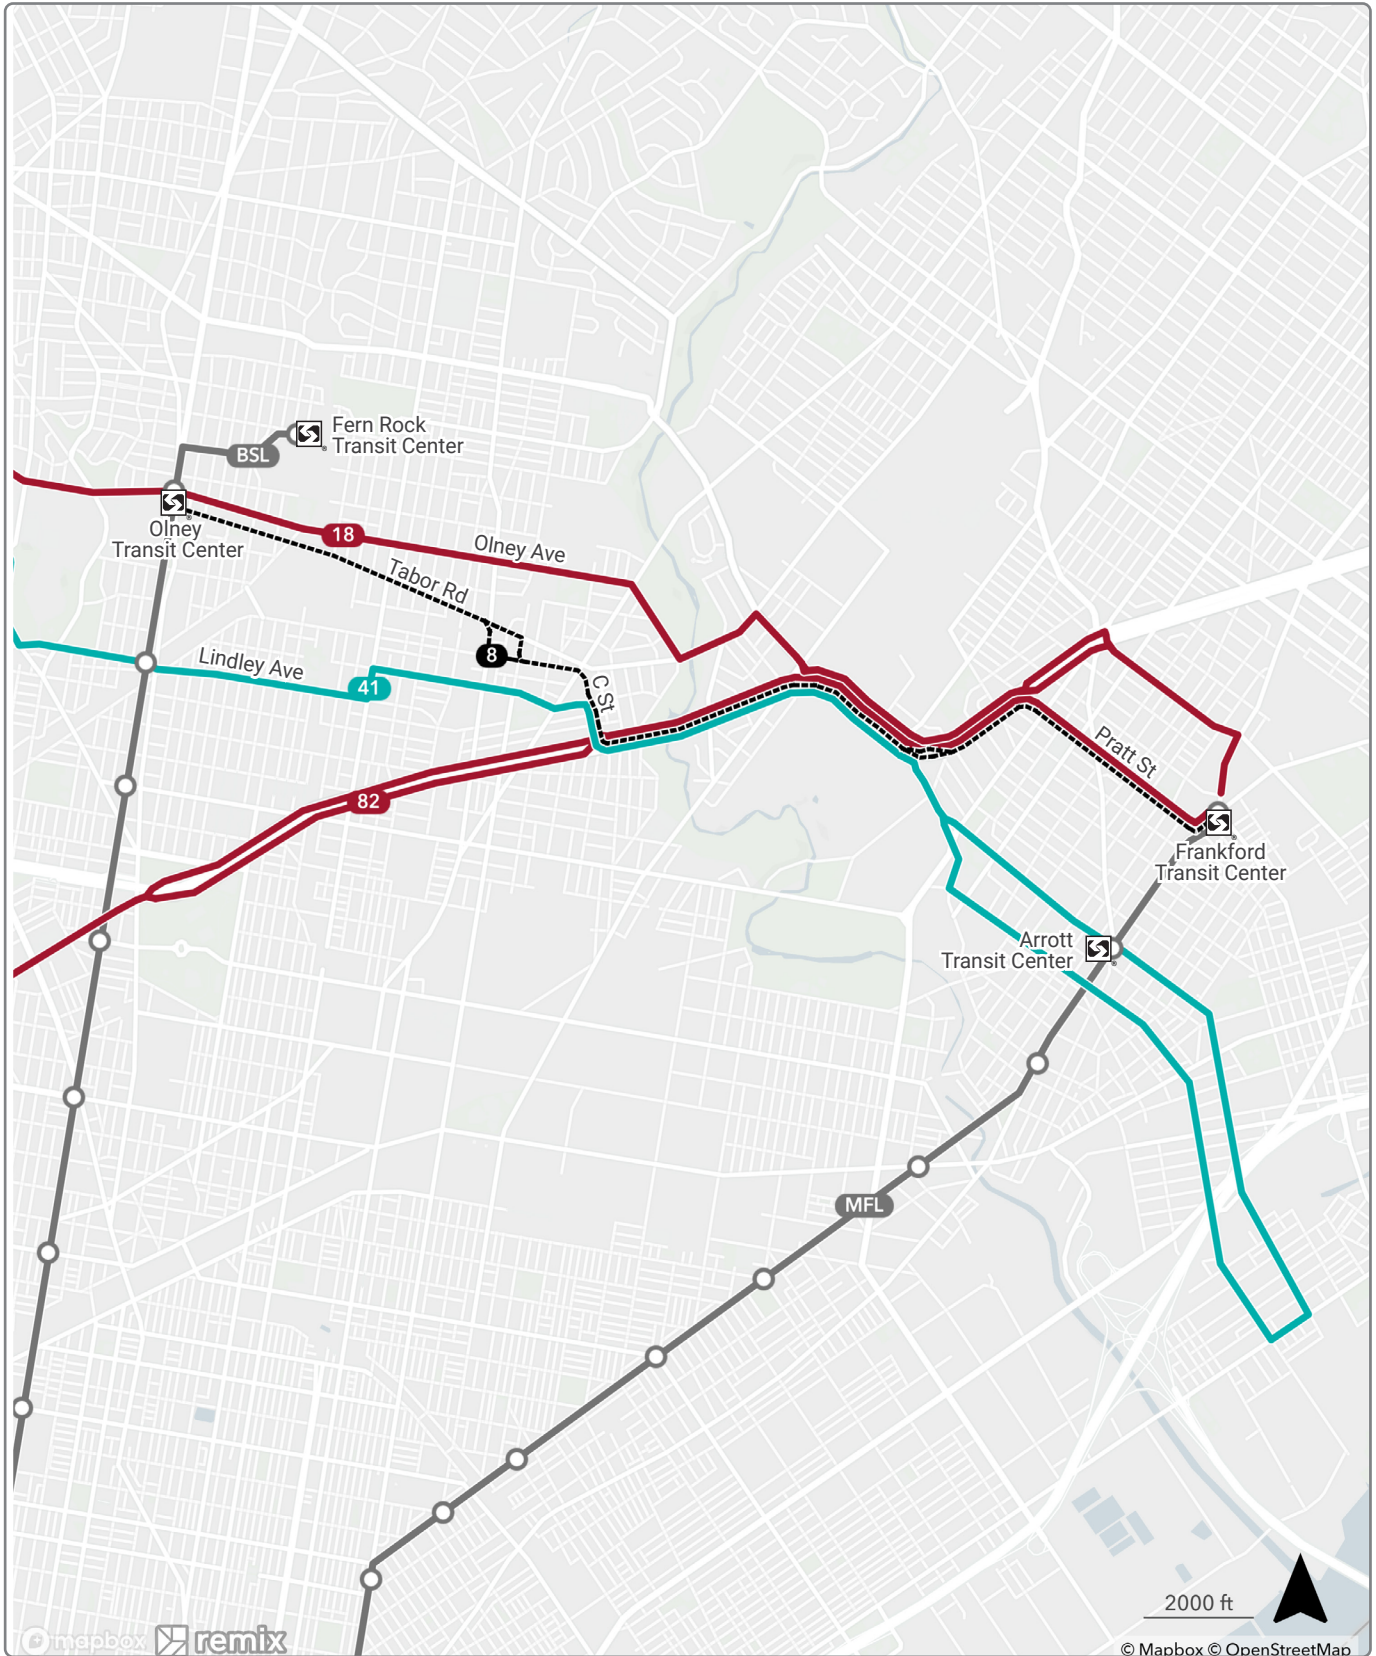 Fern Rock
Transit Center
BSL
Olney
Transit Center
18
Olney Ave
Tabor Rd
8
Lindley Ave
41
C St
82
Pratt St
Frankford
Transit Center
Arrott
Transit Center
MFL
2000 ft
mapbox
remix
© Mapbox © OpenStreetMap